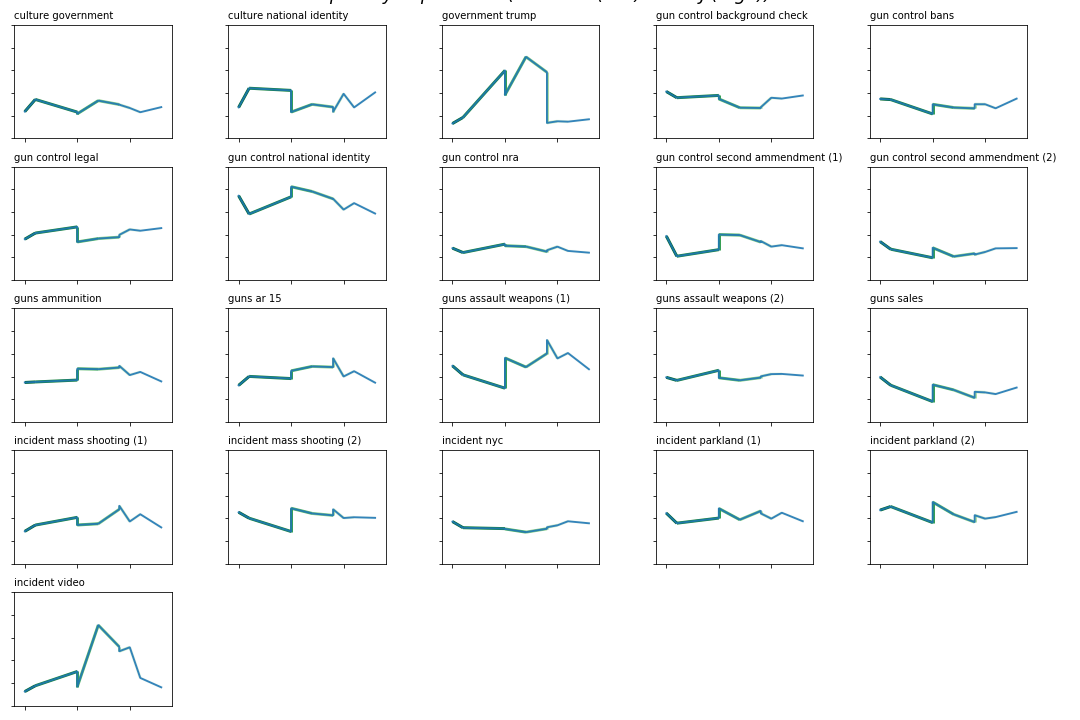 culture government
culture national identity
government trump
gun control background check
gun control bans
gun control legal
gun control national identity
gun control nra
gun control second ammendment (1)
gun control second ammendment (2)
guns ammunition
guns ar 15
guns assault weapons (1)
guns assault weapons (2)
guns sales
incident mass shooting (1)
incident mass shooting (2)
incident nyc
incident parkland (1)
incident parkland (2)
incident video